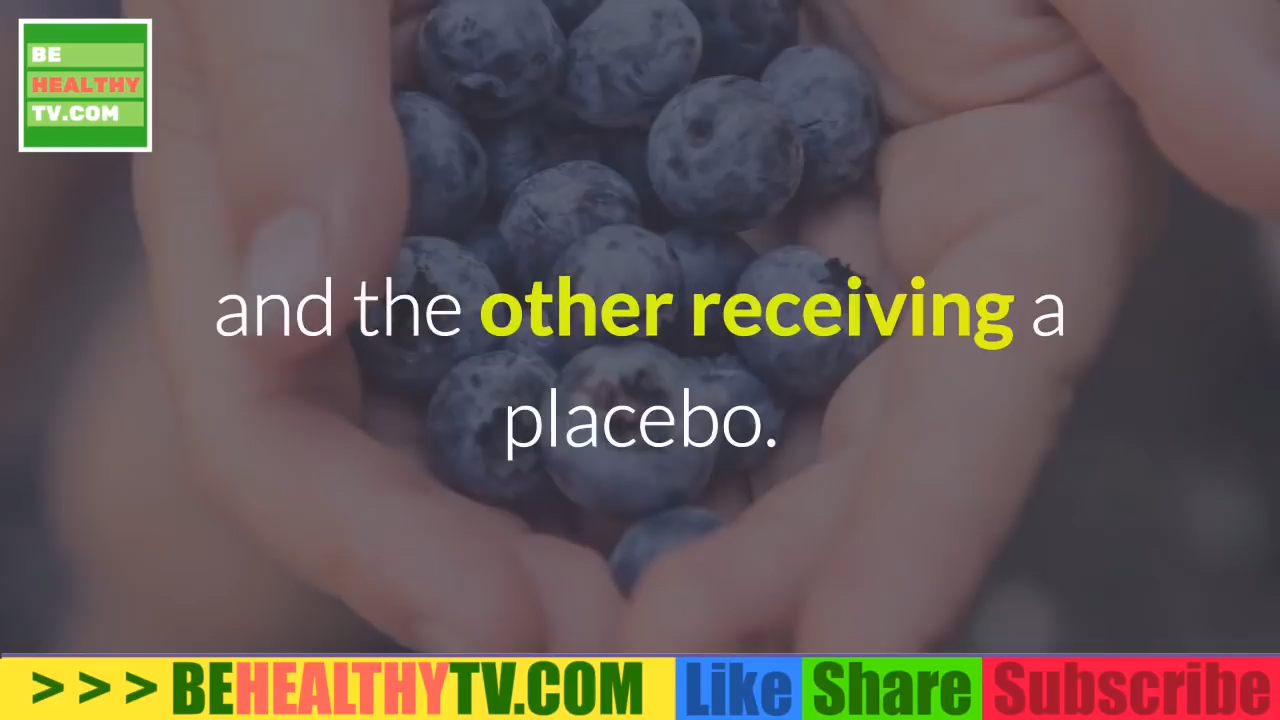 BE
HEALTHY
TV.COM
and the other receiving a
placebo.
> > > BEHEALTHYTV.COM Like Share Subscribe